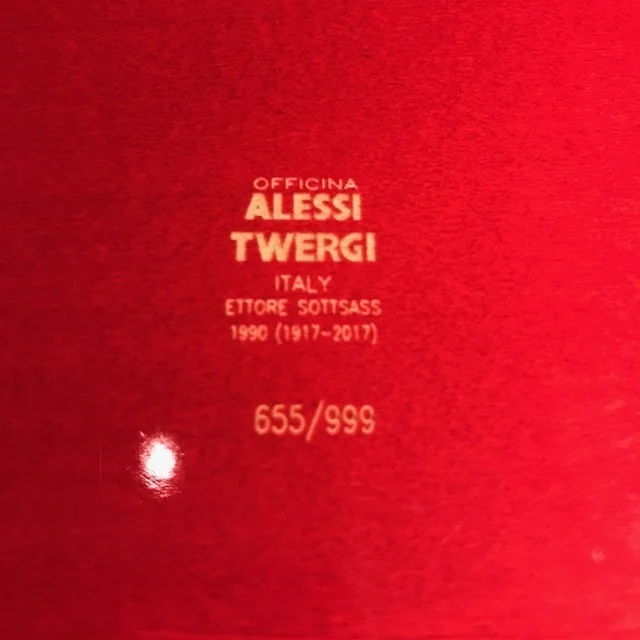 OFFICINA
ALESSI
TWERGI
ITALY
ETTORE SOTTSASS
1990 (1917-2017)
655/999